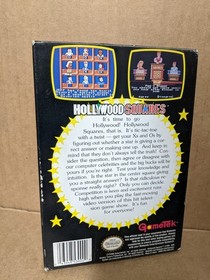 HOLLYWOOD SQUARES
It's time to go
Hollywood! Hollywood
Squares, that is. It's tic-tac-toe
with a twist — get your Xs and Os by
figuring out whether a star is giving a cor-
rect answer or making one up. And keep in
mind that they don't always tell the truth! Con-
sider the question, then agree or disagree with
the computer celebrity and the big bucks will be
yours if you're right. Test your knowledge and
intuition. Is the star in the center square giving
you a straight answer? Is that ridiculous re-
sponse really right? Only you can decide.
Competition is keen and excitement runs
high when you play the fast-moving
video version of this hit televi-
sion game show. It's
for everyone!
GameTek